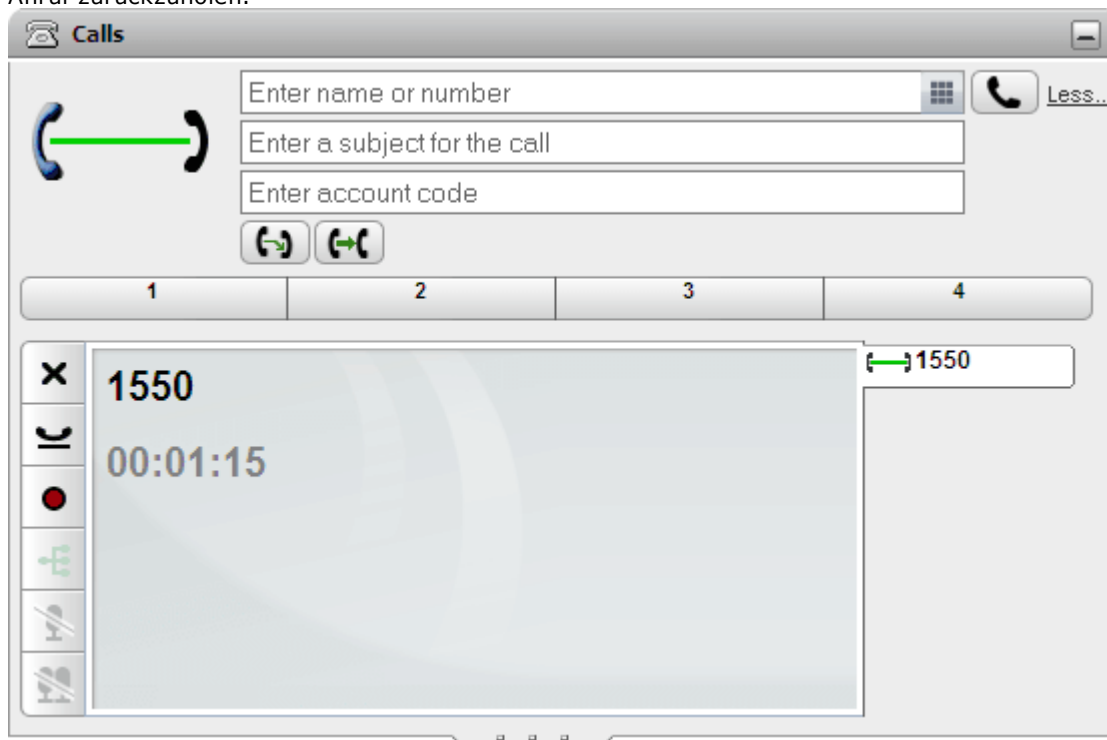 Anruf zurückzuholen.
Calls
Enter name or number
Less..
Enter a subject for the call
Enter account code
1 2 3 4
1550
1550
00:01:15